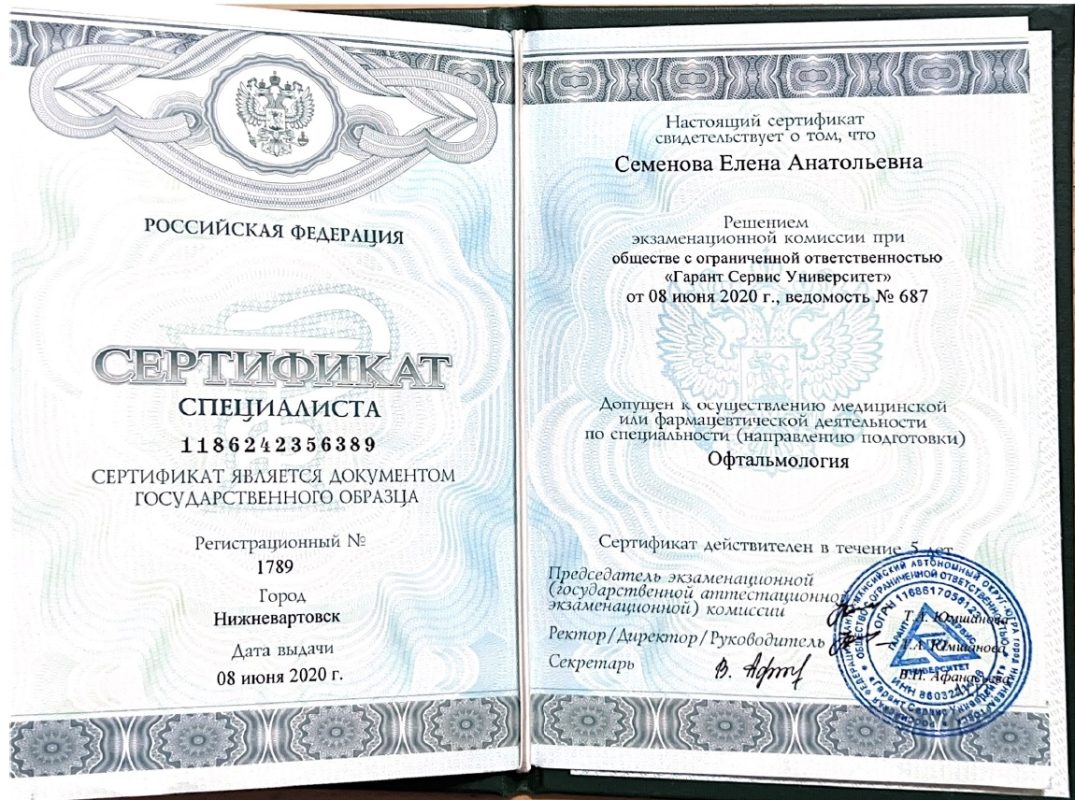 РОССИЙСКАЯ ФЕДЕРАЦИЯ
СЕРТИФИКАТ
СПЕЦИАЛИСТА
1186242356389
СЕРТИФИКАТ ЯВЛЯЕТСЯ ДОКУМЕНТОМ
ГОСУДАРСТВЕННОГО ОБРАЗЦА
Регистрационный №
1789
Город
Нижневартовск
Дата выдачи
08 июня 2020 г.
Настоящий сертификат
свидетельствует о том, что
Семенова Елена Анатольевна
Решением
экзаменационной комиссии при
обществе с ограниченной ответственностью
«Гарант Сервис Университет»
от 08 июня 2020 г., ведомость № 687
Допущен к осуществлению медицинской
или фармацевтической деятельности
по специальности (направлению подготовки)
Офтальмология
Сертификат действителен в течение 5 лет
Председатель экзаменационной
(государственной аттестационной
экзаменационной) комиссии
Т.А. Юмшанова
Ректор/Директор/Руководитель
Т.А. Юмшанова
Секретарь
В.П. Афанасьева